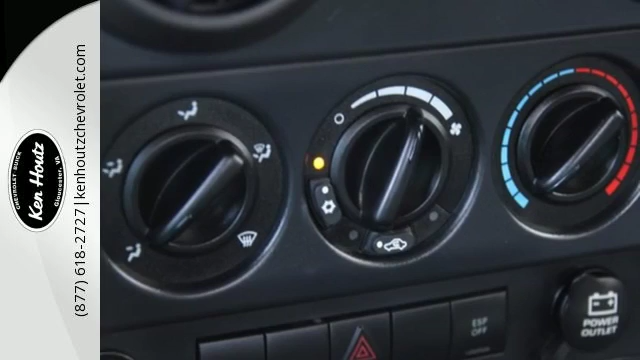 CHEVROLET BUICK
Ken Houtz
Gloucester, VA
(877) 618-2727|kenhoutzchevrolet.com
ESP
OFF
POWER
OUTLET